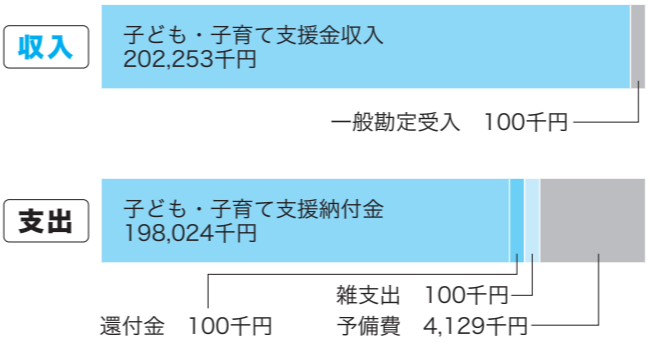 収入
子ども・子育て支援金収入
202,253千円
一般勘定受入　100千円
支出
子ども・子育て支援納付金
198,024千円
雑支出　100千円
還付金　100千円
予備費　4,129千円